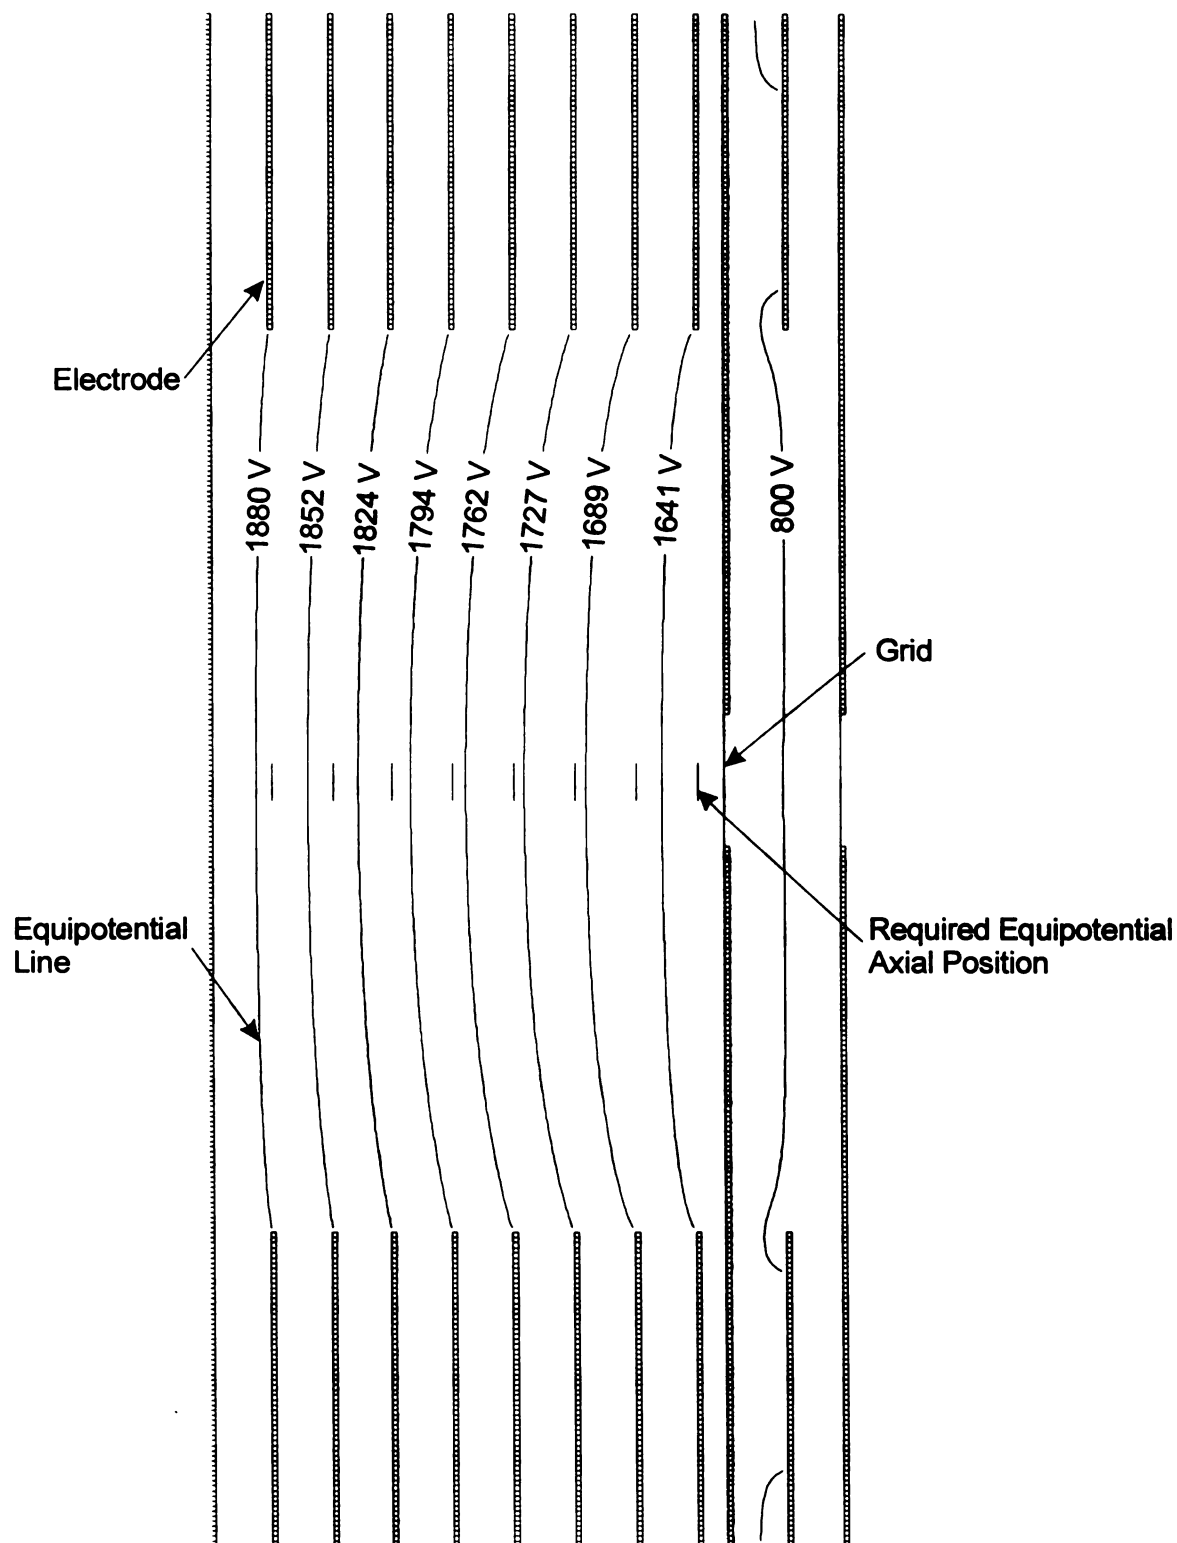 Electrode
1880 V
1852 V
1824 V
1794 V
1762 V
1727 V
1689 V
1641 V
800 V
Grid
Equipotential
Line
Required Equipotential
Axial Position